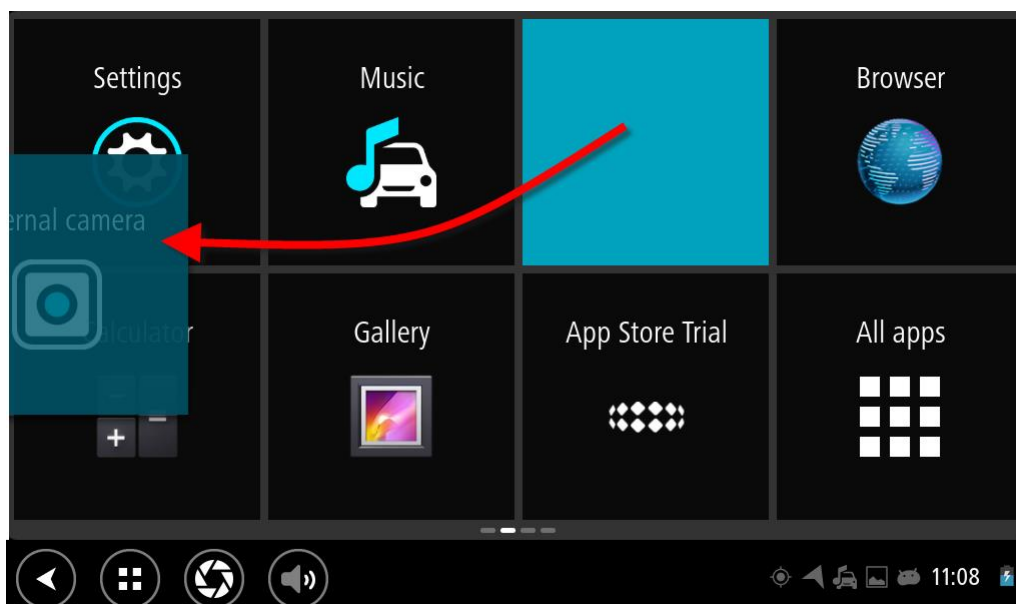 Settings
Music
Browser
ernal camera
alculator
Gallery
App Store Trial
All apps
11:08